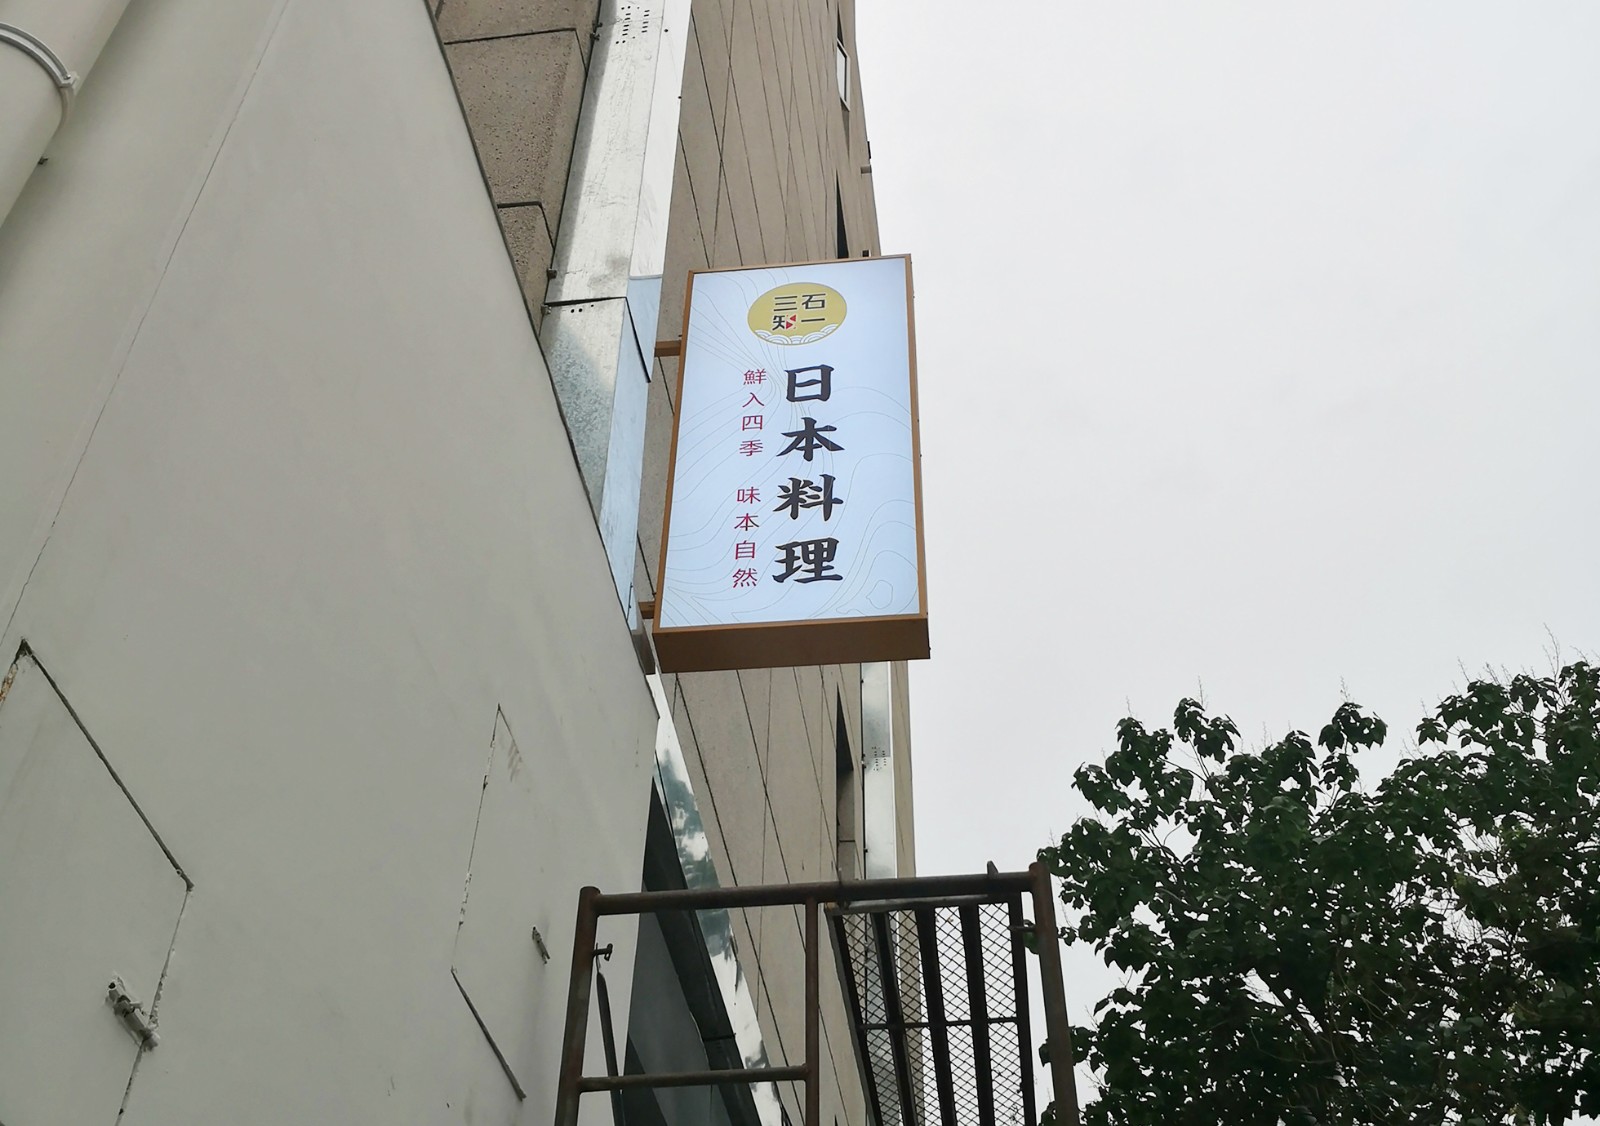 三石
知一
日本料理
鮮入四季 味本自然